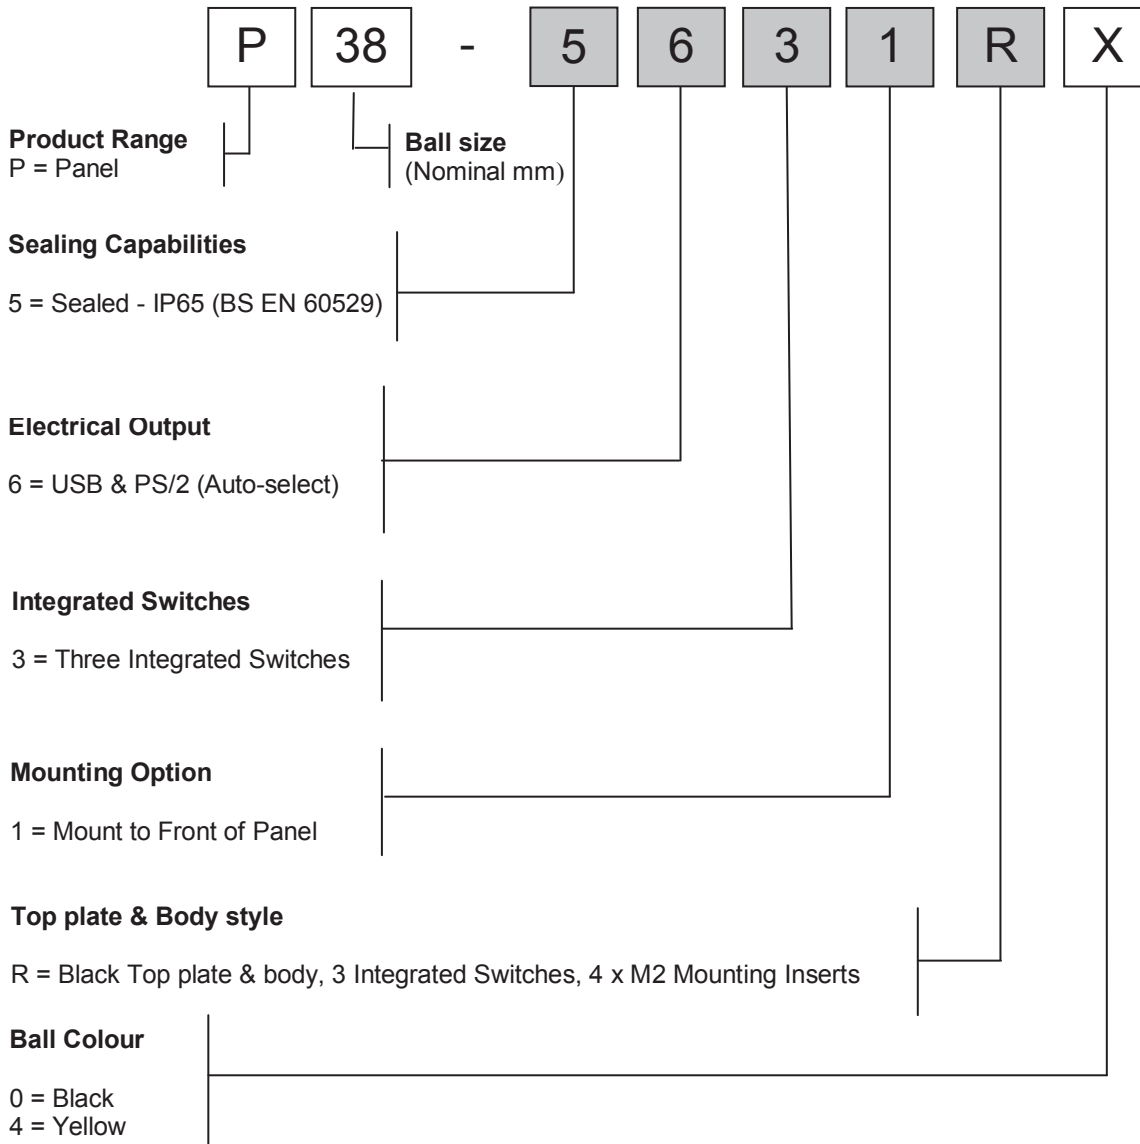 P 38 - 5 6 3 1 R X
Product Range
P = Panel
Ball size
(Nominal mm)
Sealing Capabilities
5 = Sealed - IP65 (BS EN 60529)
Electrical Output
6 = USB & PS/2 (Auto-select)
Integrated Switches
3 = Three Integrated Switches
Mounting Option
1 = Mount to Front of Panel
Top plate & Body style
R = Black Top plate & body, 3 Integrated Switches, 4 x M2 Mounting Inserts
Ball Colour
0 = Black
4 = Yellow